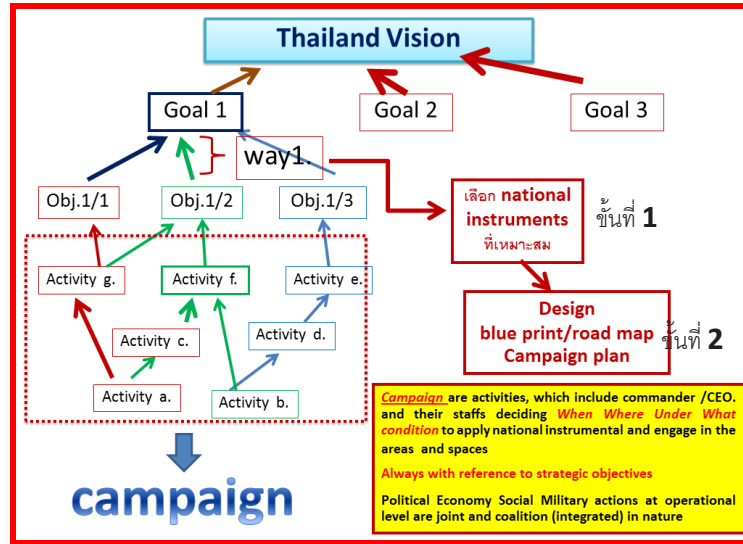 Thailand Vision
Goal 1
Goal 2
Goal 3
way1.
Obj.1/1
Obj.1/2
Obj.1/3
เลือก national
instruments
ที่เหมาะสม
ขั้นที่ 1
Activity g.
Activity f.
Activity e.
Design
blue print/road map
Campaign plan
ขั้นที่ 2
Activity c.
Activity d.
Activity a.
Activity b.
campaign
Campaign are activities, which include commander /CEO.
and their staffs deciding When Where Under What
condition to apply national instrumental and engage in the
areas and spaces
Always with reference to strategic objectives
Political Economy Social Military actions at operational
level are joint and coalition (integrated) in nature